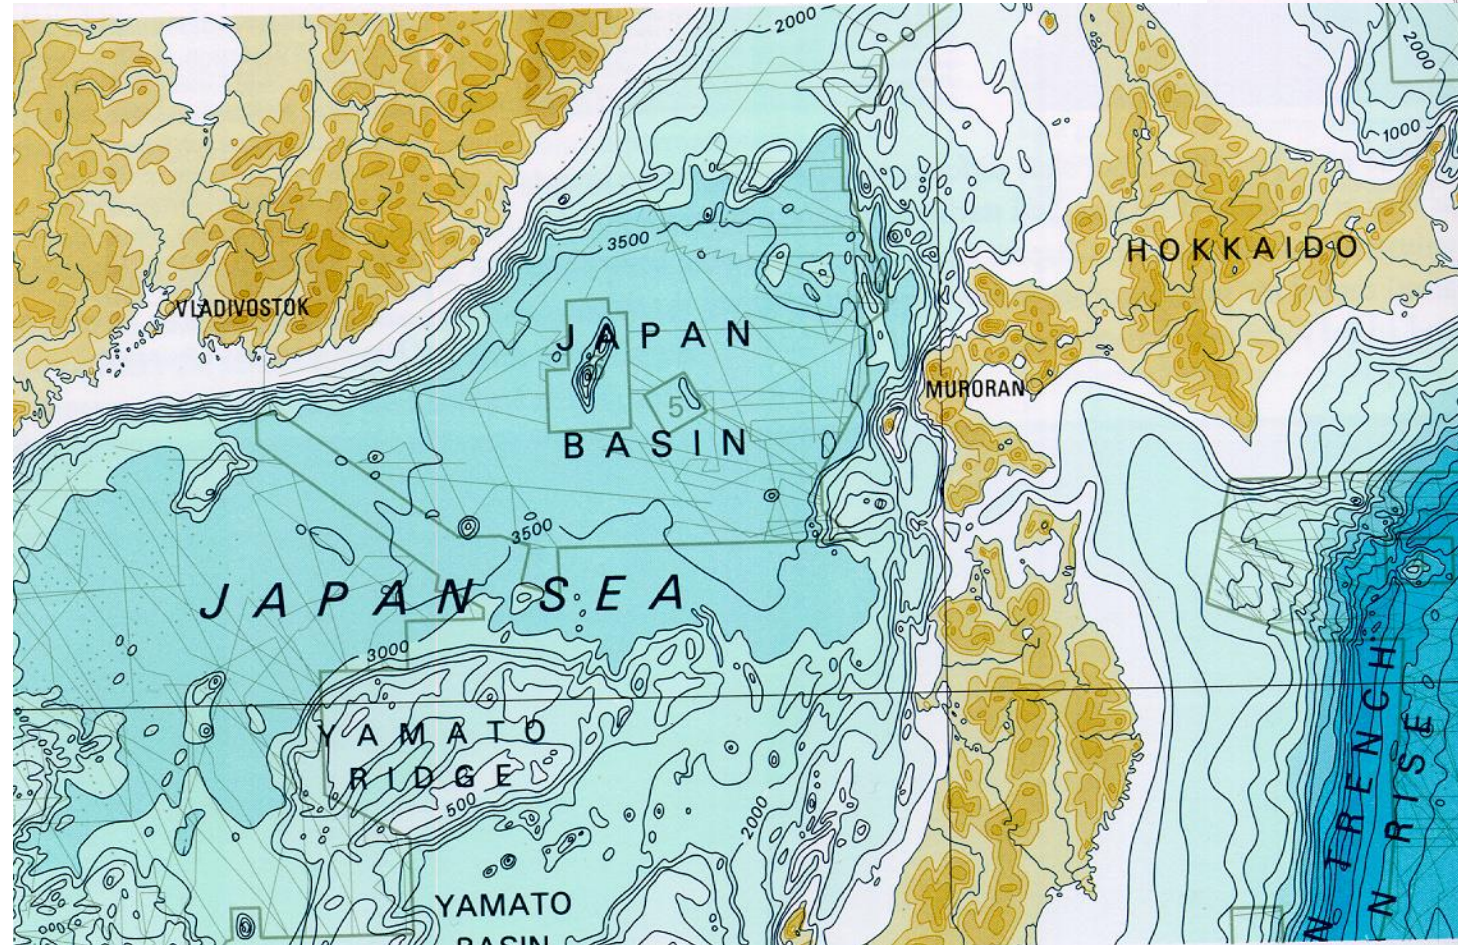 2000
2000
1000
HOKKAIDO
3500
VLADIVOSTOK
JAPAN
BASIN
5
MURORAN
3500
JAPAN SEA
3000
YAMATO
RIDGE
500
2000
YAMATO
BASIN
N TRENCH
N RISE